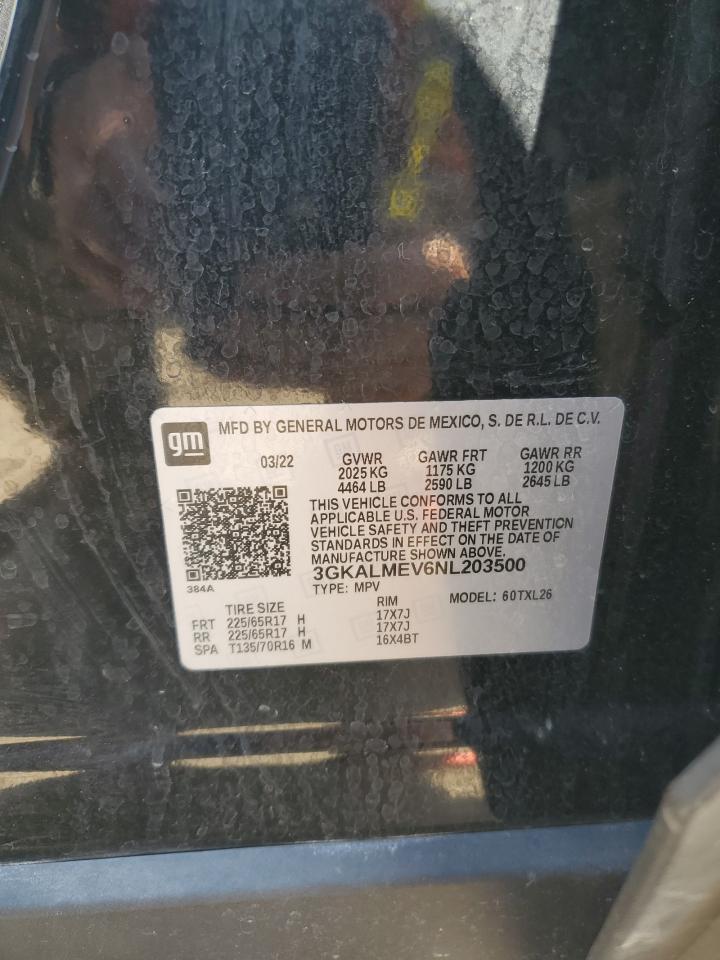 gm
MFD BY GENERAL MOTORS DE MEXICO, S. DE R.L. DE C.V.
03/22 GVWR GAWR FRT GAWR RR
2025 KG 1175 KG 1200 KG
4464 LB 2590 LB 2645 LB
THIS VEHICLE CONFORMS TO ALL
APPLICABLE U.S. FEDERAL MOTOR
VEHICLE SAFETY AND THEFT PREVENTION
STANDARDS IN EFFECT ON THE DATE OF
MANUFACTURE SHOWN ABOVE.
3GKALMEV6NL203500
384A
TYPE: MPV MODEL: 60TXL26
TIRE SIZE RIM
FRT 225/65R17 H 17X7J
RR 225/65R17 H 17X7J
SPA T135/70R16 M 16X4BT